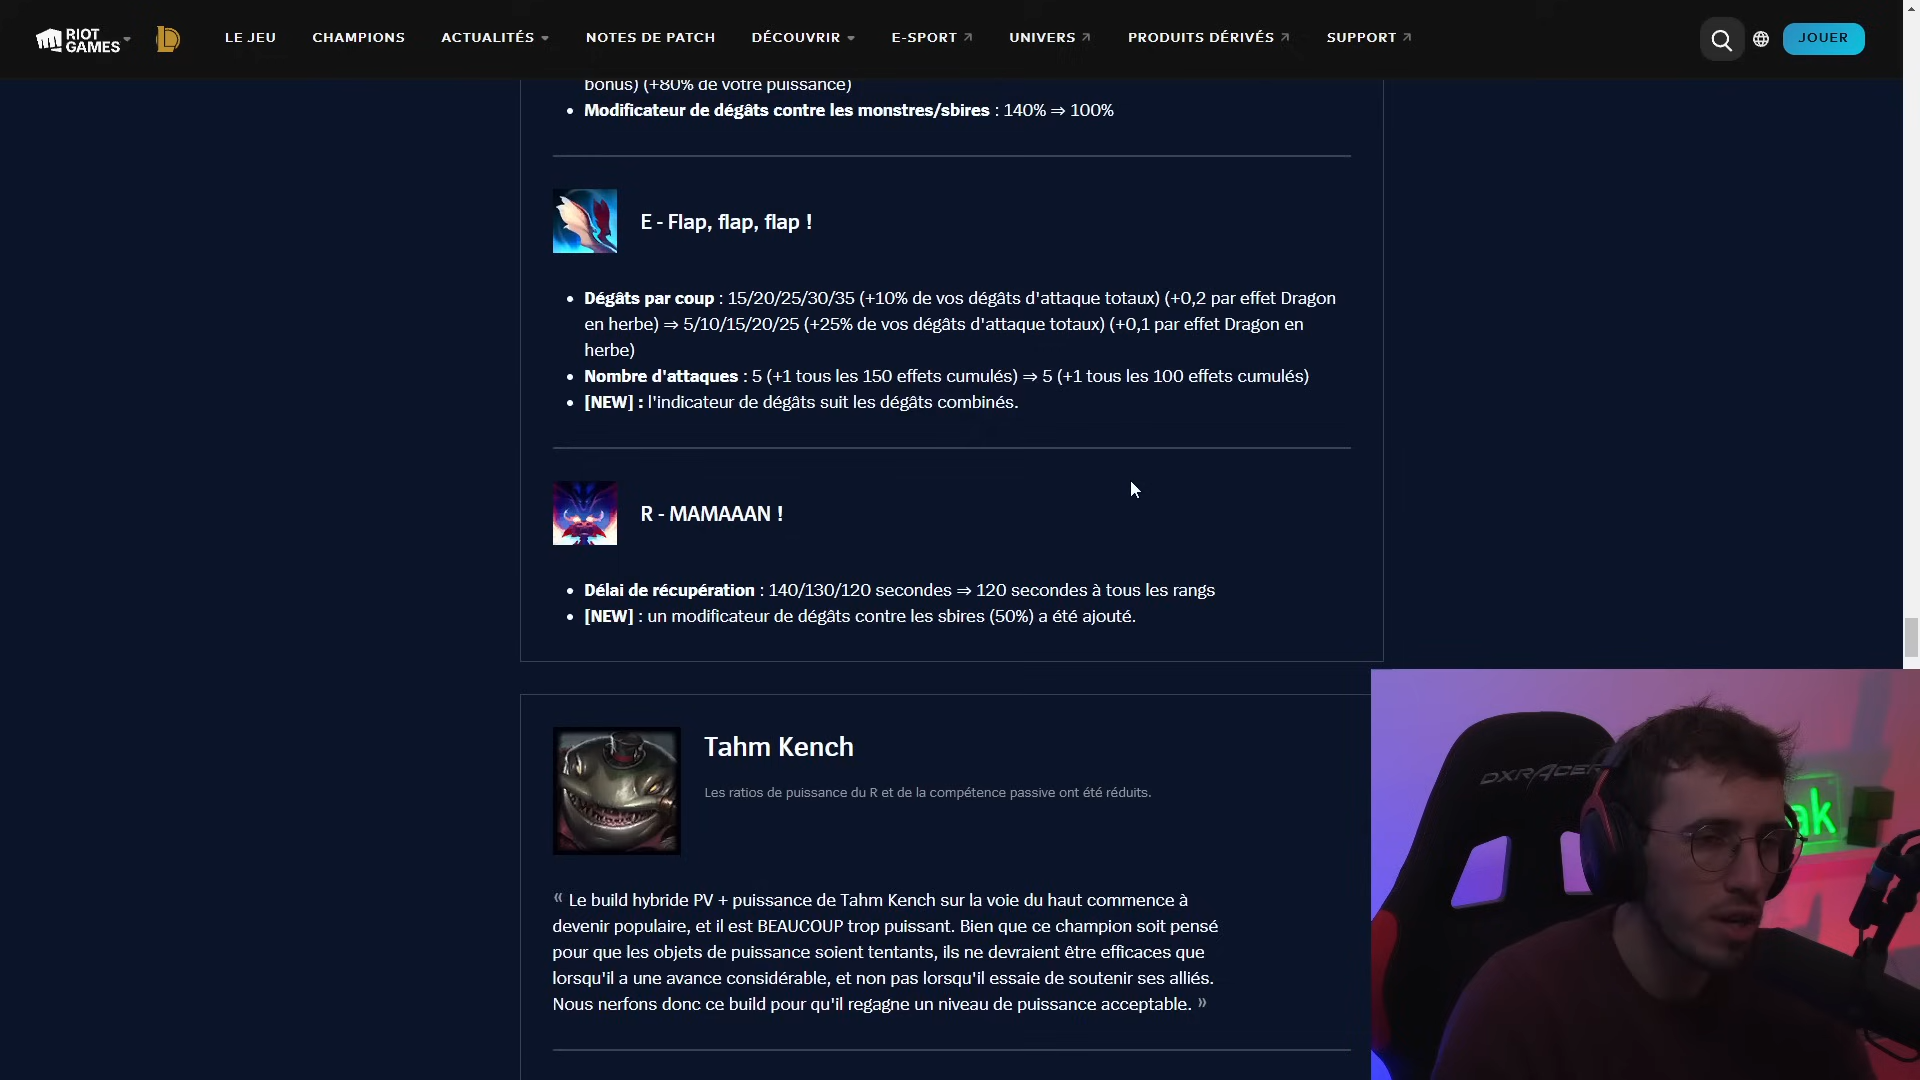 RIOT GAMES
LE JEU
CHAMPIONS
ACTUALITÉS
NOTES DE PATCH
DÉCOUVRIR
E-SPORT
UNIVERS
PRODUITS DÉRIVÉS
SUPPORT
JOUER
bonus) (+80% de votre puissance)
Modificateur de dégâts contre les monstres/sbires : 140% ⇒ 100%
E - Flap, flap, flap !
Dégâts par coup : 15/20/25/30/35 (+10% de vos dégâts d'attaque totaux) (+0,2 par effet Dragon
en herbe) ⇒ 5/10/15/20/25 (+25% de vos dégâts d'attaque totaux) (+0,1 par effet Dragon en
herbe)
Nombre d'attaques : 5 (+1 tous les 150 effets cumulés) ⇒ 5 (+1 tous les 100 effets cumulés)
[NEW] : l'indicateur de dégâts suit les dégâts combinés.
R - MAMAAAN !
Délai de récupération : 140/130/120 secondes ⇒ 120 secondes à tous les rangs
[NEW] : un modificateur de dégâts contre les sbires (50%) a été ajouté.
Tahm Kench
Les ratios de puissance du R et de la compétence passive ont été réduits.
« Le build hybride PV + puissance de Tahm Kench sur la voie du haut commence à
devenir populaire, et il est BEAUCOUP trop puissant. Bien que ce champion soit pensé
pour que les objets de puissance soient tentants, ils ne devraient être efficaces que
lorsqu'il a une avance considérable, et non pas lorsqu'il essaie de soutenir ses alliés.
Nous nerfons donc ce build pour qu'il regagne un niveau de puissance acceptable. »
DXRACER
ak